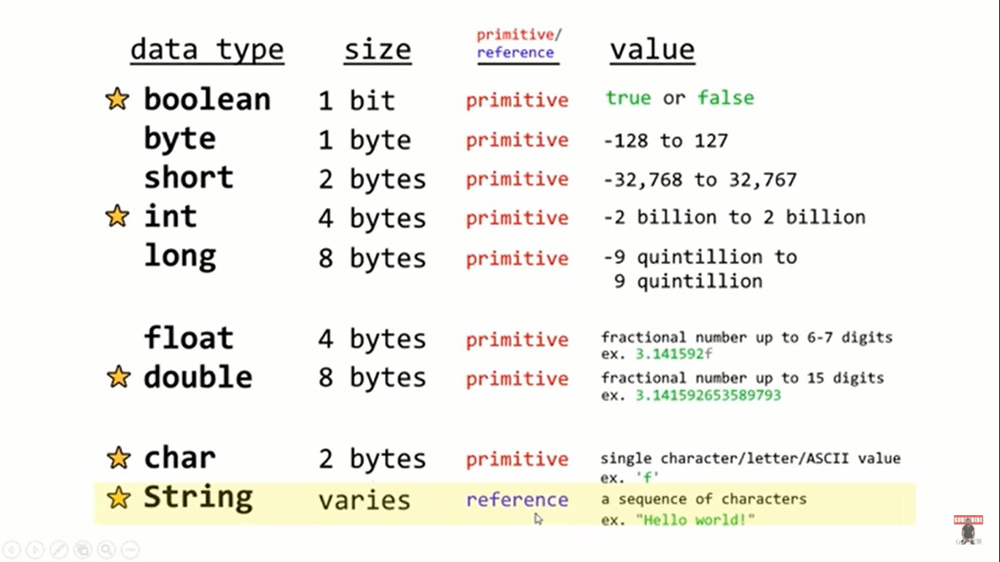 data type size primitive/ reference value
boolean 1 bit primitive true or false
byte 1 byte primitive -128 to 127
short 2 bytes primitive -32,768 to 32,767
int 4 bytes primitive -2 billion to 2 billion
long 8 bytes primitive -9 quintillion to
9 quintillion
float 4 bytes primitive fractional number up to 6-7 digits
ex. 3.141592f
double 8 bytes primitive fractional number up to 15 digits
ex. 3.141592653589793
char 2 bytes primitive single character/letter/ASCII value
ex. 'f'
String varies reference a sequence of characters
ex. "Hello world!"
SUBSCRIBE